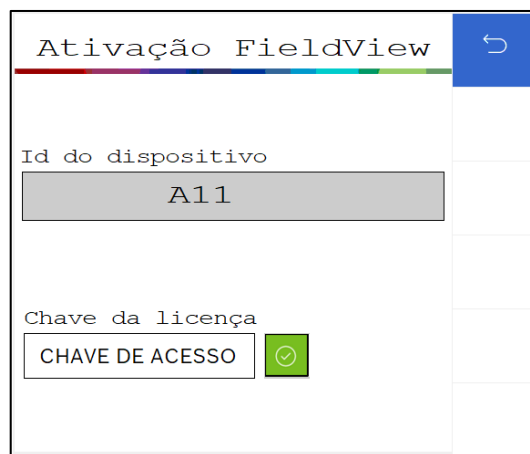 Ativação FieldView
Id do dispositivo
A11
Chave da licença
CHAVE DE ACESSO